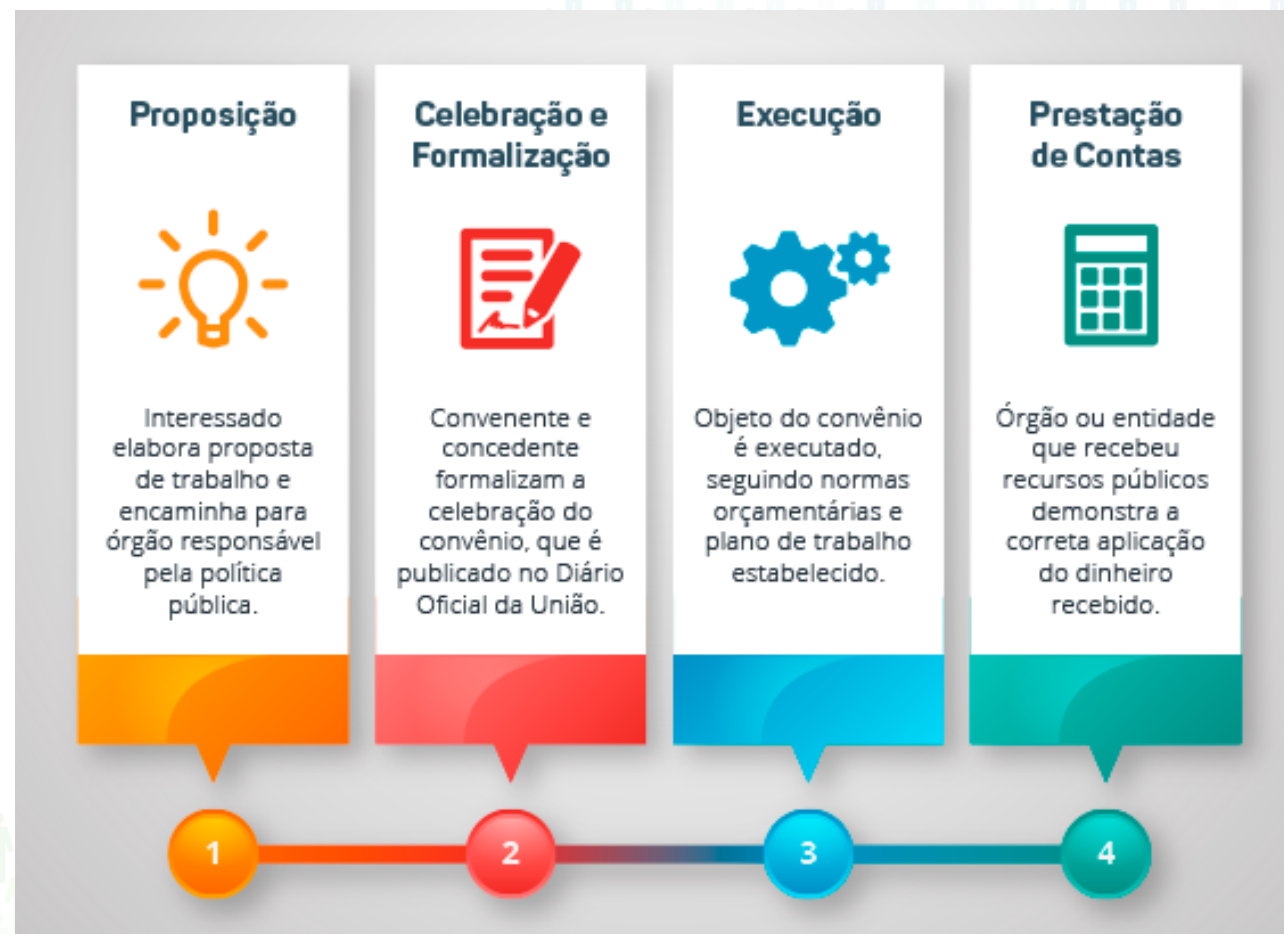 Proposição
Interessado
elabora proposta
de trabalho e
encaminha para
órgão responsável
pela política
pública.
1
Celebração e
Formalização
Convenente e
concedente
formalizam a
celebração do
convênio, que é
publicado no Diário
Oficial da União.
2
Execução
Objeto do convênio
é executado,
seguindo normas
orçamentárias e
plano de trabalho
estabelecido.
3
Prestação
de Contas
Órgão ou entidade
que recebeu
recursos públicos
demonstra a
correta aplicação
do dinheiro
recebido.
4